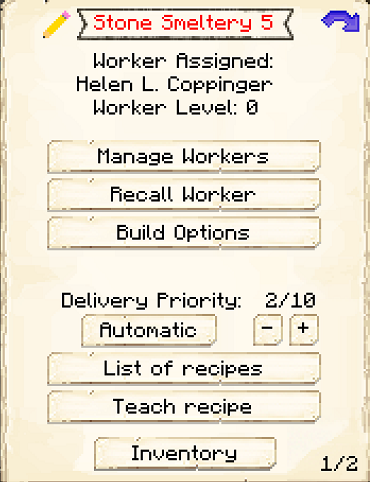 Stone Smeltery 5
Worker Assigned:
Helen L. Coppinger
Worker Level: 0
Manage Workers
Recall Worker
Build Options
Delivery Priority: 2/10
Automatic - +
List of recipes
Teach recipe
Inventory
1/2